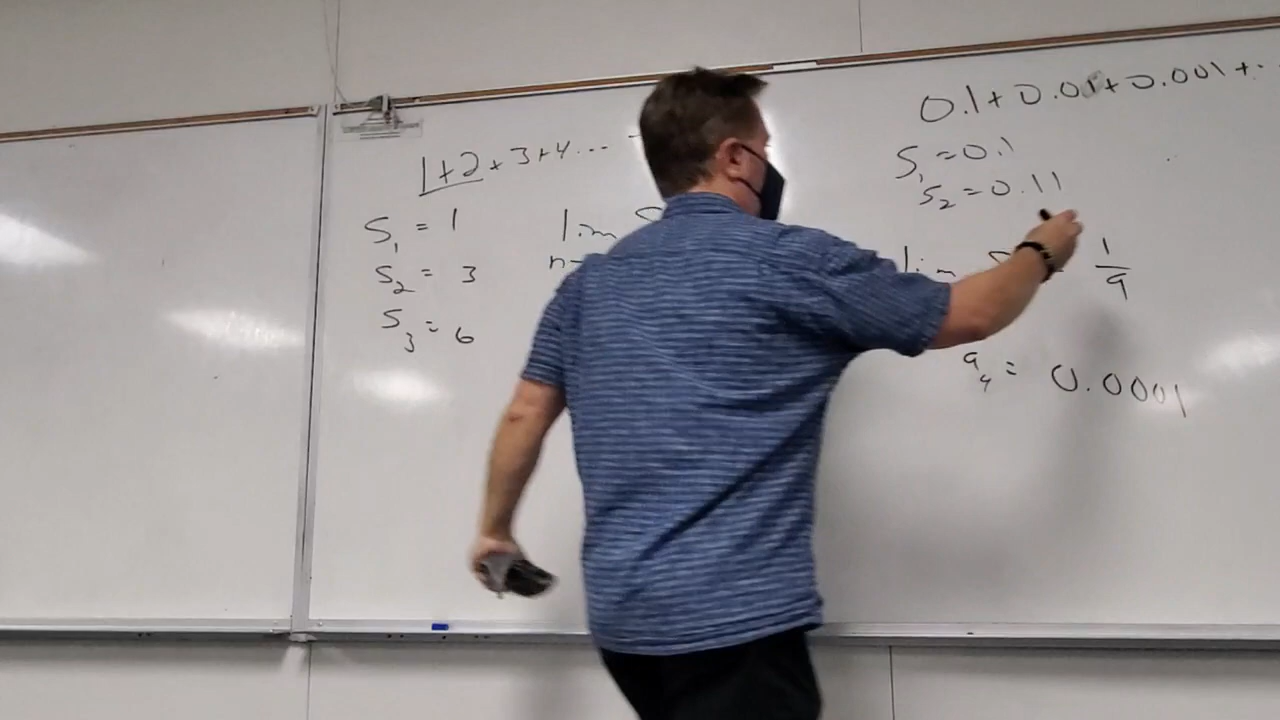 1+2+3+4...
S₁ = 1
S₂ = 3
S₃ = 6
lim
n→
0.1+0.01+0.001+..
S₁ = 0.1
S₂ = 0.11
lim S 1/9
a₄ = 0.0001